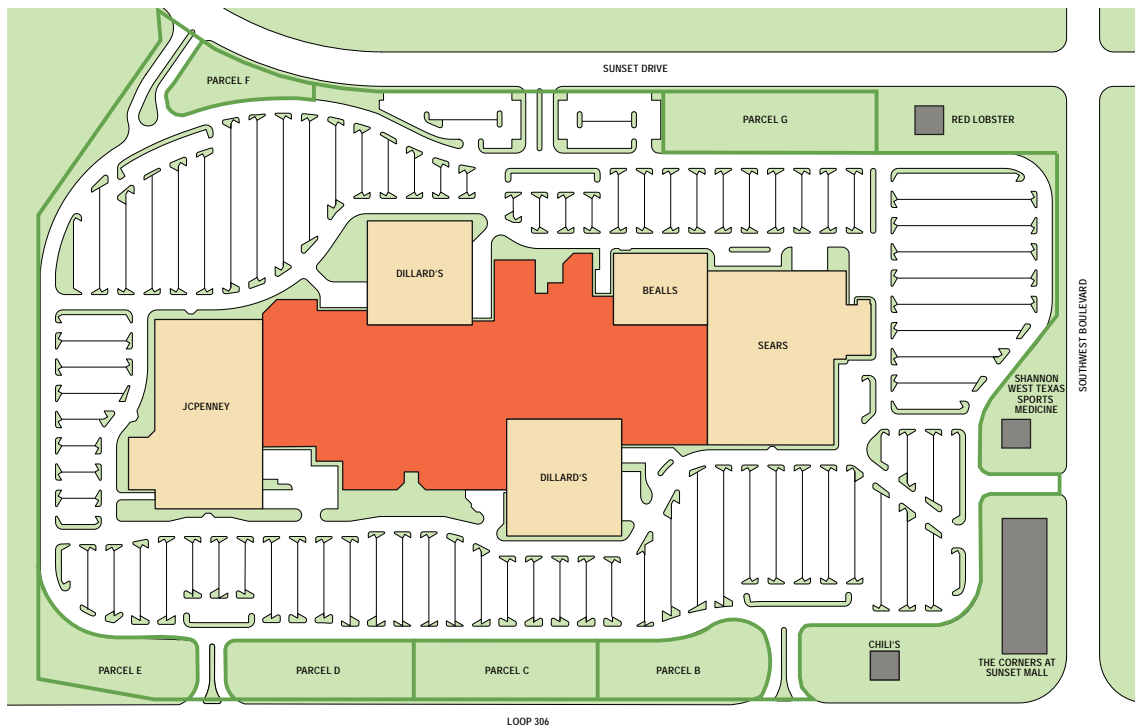 SUNSET DRIVE
PARCEL F
PARCEL G
RED LOBSTER
DILLARD'S
BEALLS
SEARS
JCPENNEY
SOUTHWEST BOULEVARD
SHANNON
WEST TEXAS
SPORTS
MEDICINE
DILLARD'S
CHILI'S
THE CORNERS AT
SUNSET MALL
PARCEL E
PARCEL D
PARCEL C
PARCEL B
LOOP 306